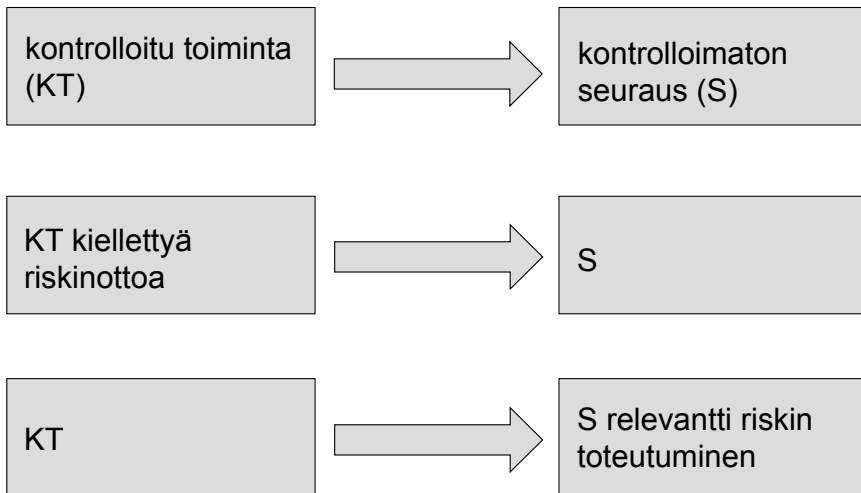 kontrolloitu toiminta
(KT)
kontrolloimaton
seuraus (S)
KT kiellettyä
riskinottoa
S
KT
S relevantti riskin
toteutuminen